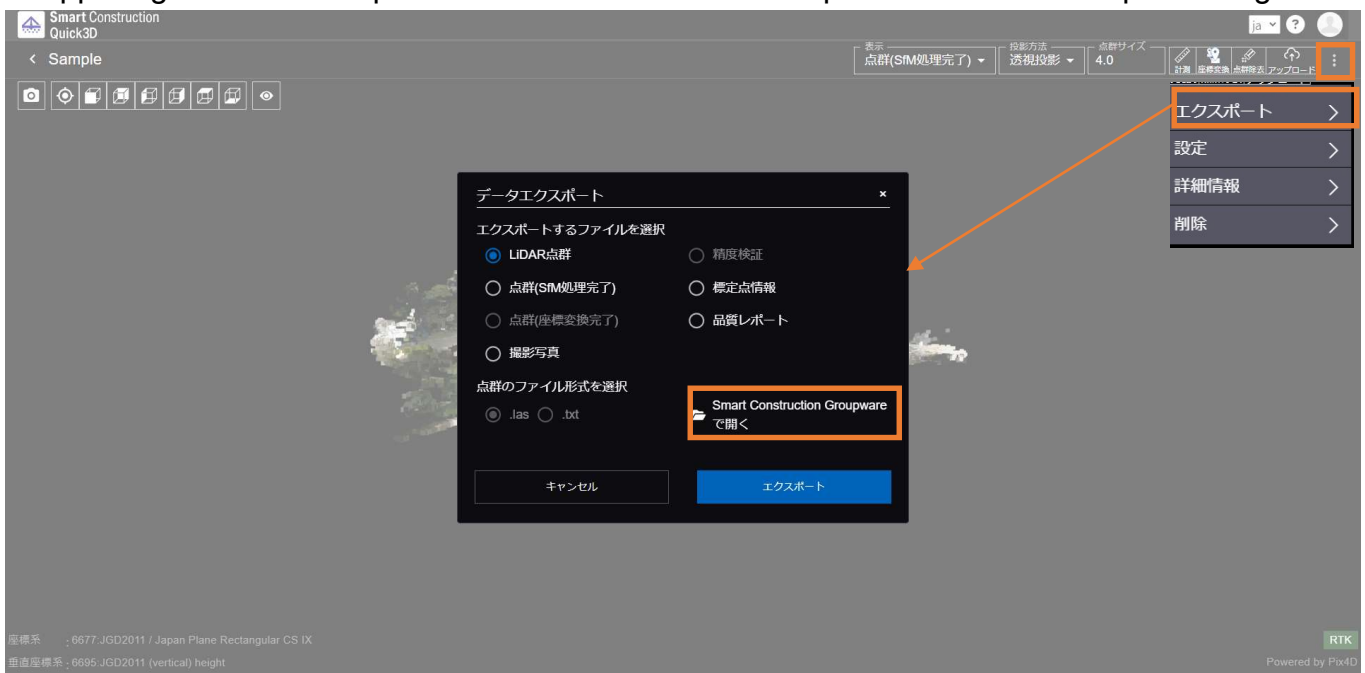 Smart Construction
Quick3D
ja
?
< Sample
表示
点群(SfM処理完了)
投影方法
透視投影
点群サイズ
4.0
計測
座標変換
点群除去
アップロード
エクスポート
設定
詳細情報
削除
データエクスポート
×
エクスポートするファイルを選択
LiDAR点群
精度検証
点群(SfM処理完了)
標定点情報
点群(座標変換完了)
品質レポート
撮影写真
点群のファイル形式を選択
.las
.txt
Smart Construction Groupware
で開く
キャンセル
エクスポート
座標系 : 6677:JGD2011 / Japan Plane Rectangular CS IX
RTK
垂直座標系 : 6695:JGD2011 (vertical) height
Powered by Pix4D